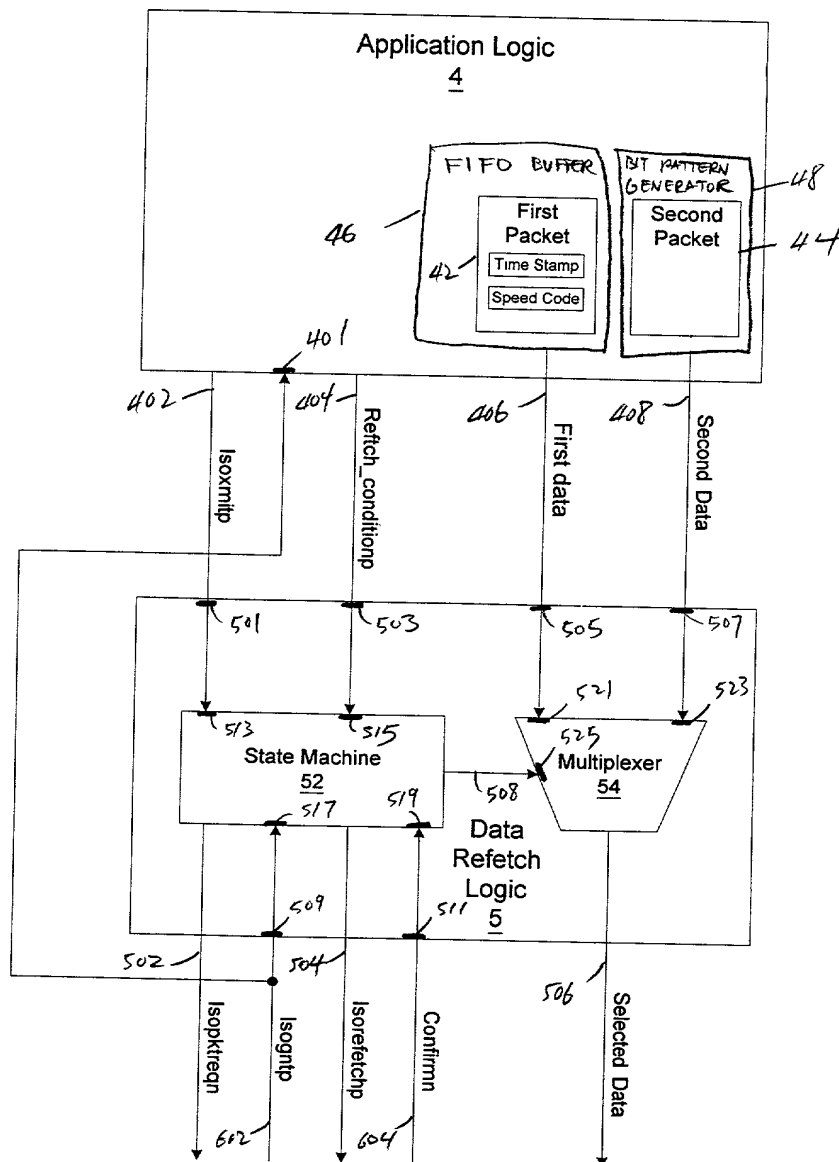 Application Logic
4
FIFO BUFFER
BIT PATTERN
GENERATOR
48
46
First
Packet
Second
Packet
44
42
Time Stamp
Speed Code
401
402
404
406
408
Isoxmitp
Reftch_conditionp
First data
Second Data
501
503
505
507
513
515
521
523
State Machine
52
525
Multiplexer
54
508
517
519
Data
Refetch
Logic
5
509
511
502
504
506
Isopktreqn
Isogntp
Isorefetchp
Confirmn
Selected Data
602
604